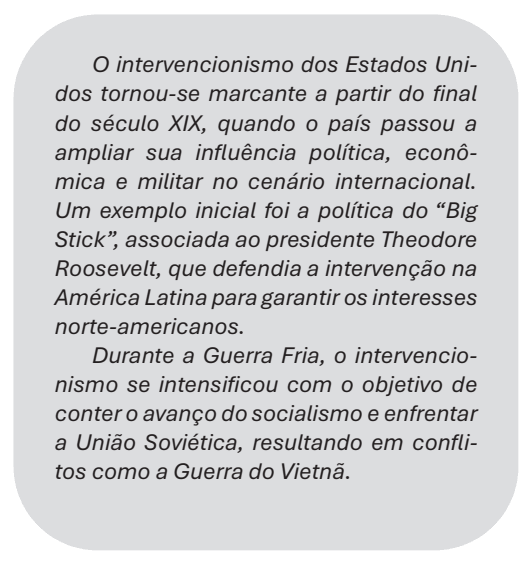 O intervencionismo dos Estados Uni-
dos tornou-se marcante a partir do final
do século XIX, quando o país passou a
ampliar sua influência política, econô-
mica e militar no cenário internacional.
Um exemplo inicial foi a política do “Big
Stick”, associada ao presidente Theodore
Roosevelt, que defendia a intervenção na
América Latina para garantir os interesses
norte-americanos.
Durante a Guerra Fria, o intervencio-
nismo se intensificou com o objetivo de
conter o avanço do socialismo e enfrentar
a União Soviética, resultando em confli-
tos como a Guerra do Vietnã.